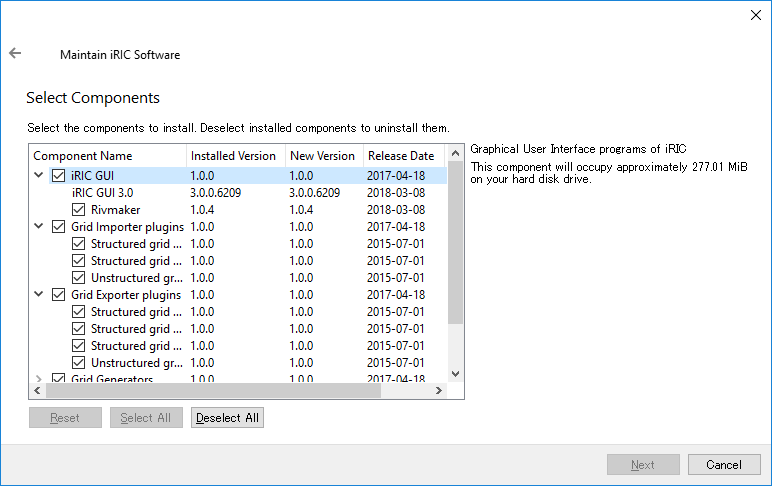 Maintain iRIC Software
Select Components
Select the components to install. Deselect installed components to uninstall them.
Component Name Installed Version New Version Release Date
iRIC GUI 1.0.0 1.0.0 2017-04-18
iRIC GUI 3.0 3.0.0.6209 3.0.0.6209 2018-03-08
Rivmaker 1.0.4 1.0.4 2018-03-08
Grid Importer plugins 1.0.0 1.0.0 2017-04-18
Structured grid ... 1.0.0 1.0.0 2015-07-01
Structured grid ... 1.0.0 1.0.0 2015-07-01
Unstructured gr... 1.0.0 1.0.0 2015-07-01
Grid Exporter plugins 1.0.0 1.0.0 2017-04-18
Structured grid ... 1.0.0 1.0.0 2015-07-01
Structured grid ... 1.0.0 1.0.0 2015-07-01
Structured grid ... 1.0.0 1.0.0 2015-07-01
Unstructured gr... 1.0.0 1.0.0 2015-07-01
Grid Generators 1.0.0 1.0.0 2017-04-18
Graphical User Interface programs of iRIC
This component will occupy approximately 277.01 MiB
on your hard disk drive.
Reset Select All Deselect All
Next Cancel